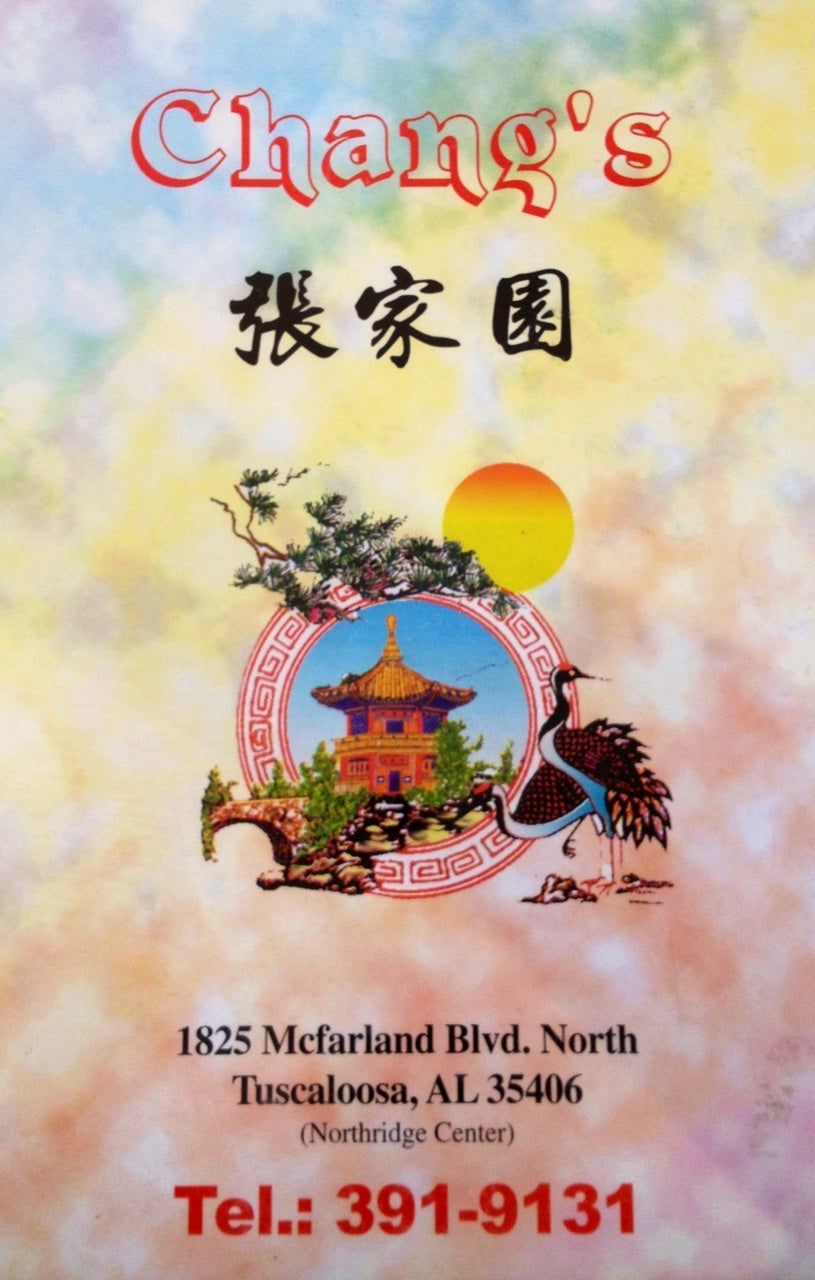 Chang's
張家園
1825 Mcfarland Blvd. North
Tuscaloosa, AL 35406
(Northridge Center)
Tel.: 391-9131